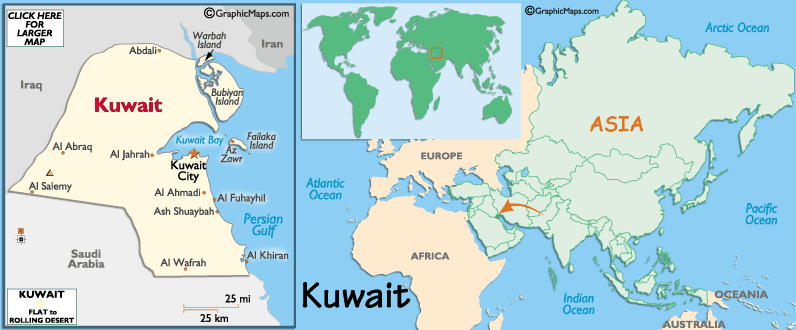 CLICK HERE
FOR
LARGER
MAP
©GraphicMaps.com
Warbah
Island
Iran
Abdali
Iraq
Kuwait
Bubiyan
Island
Kuwait Bay
Failaka
Island
Az
Zawr
Al Abraq
Al Jahrah
Kuwait
City
Al Salemy
Al Ahmadi
Al Fuhayhil
Ash Shuaybah
Persian
Gulf
Saudi
Arabia
Al Wafrah
Al Khiran
KUWAIT
FLAT to
ROLLING DESERT
25 mi
25 km
©GraphicMaps.com
Arctic Ocean
ASIA
EUROPE
Atlantic
Ocean
Pacific
Ocean
AFRICA
Indian
Ocean
OCEANIA
AUSTRALIA
Kuwait